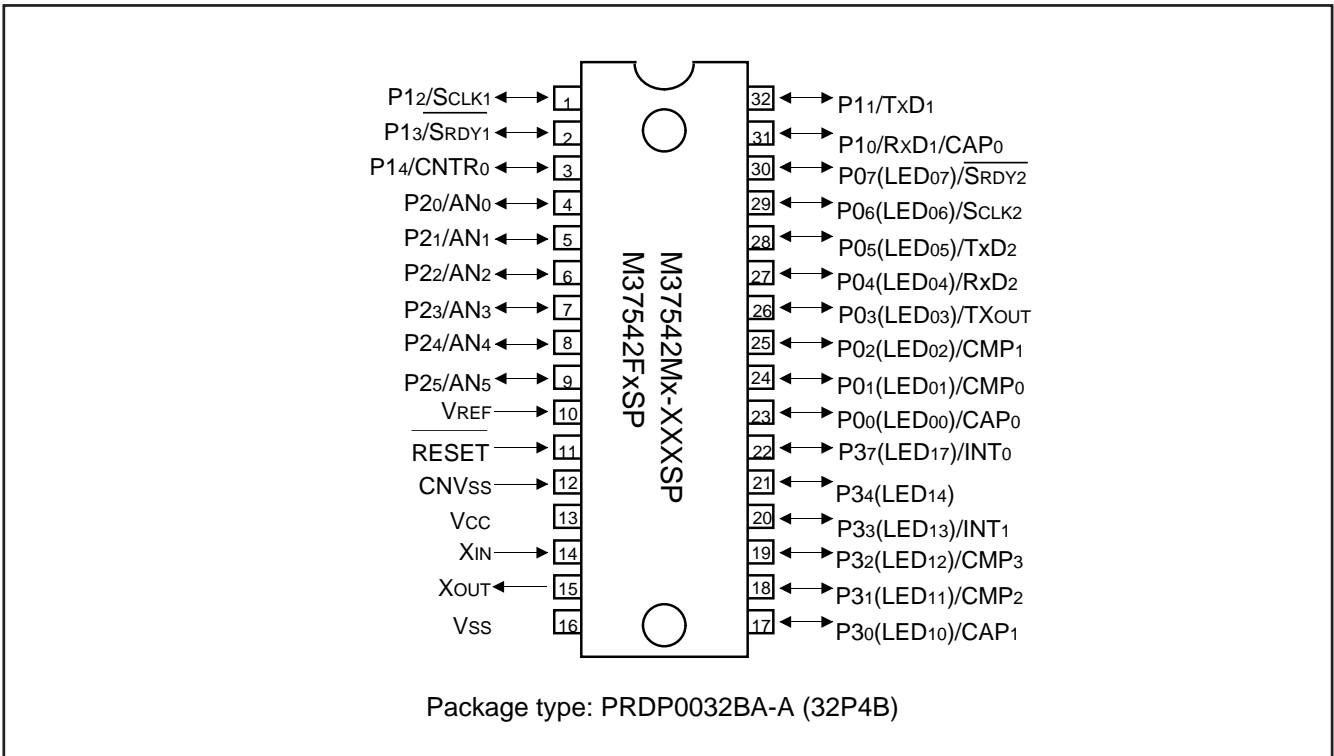 P12/SCLK1
P13/SRDY1
P14/CNTR0
P20/AN0
P21/AN1
P22/AN2
P23/AN3
P24/AN4
P25/AN5
VREF
RESET
CNVSS
VCC
XIN
XOUT
VSS
1
2
3
4
5
6
7
8
9
10
11
12
13
14
15
16
M37542Mx-XXXSP
M37542FxSP
32
31
30
29
28
27
26
25
24
23
22
21
20
19
18
17
P11/TXD1
P10/RXD1/CAP0
P07(LED07)/SRDY2
P06(LED06)/SCLK2
P05(LED05)/TxD2
P04(LED04)/RxD2
P03(LED03)/TXOUT
P02(LED02)/CMP1
P01(LED01)/CMP0
P00(LED00)/CAP0
P37(LED17)/INT0
P34(LED14)
P33(LED13)/INT1
P32(LED12)/CMP3
P31(LED11)/CMP2
P30(LED10)/CAP1
Package type: PRDP0032BA-A (32P4B)